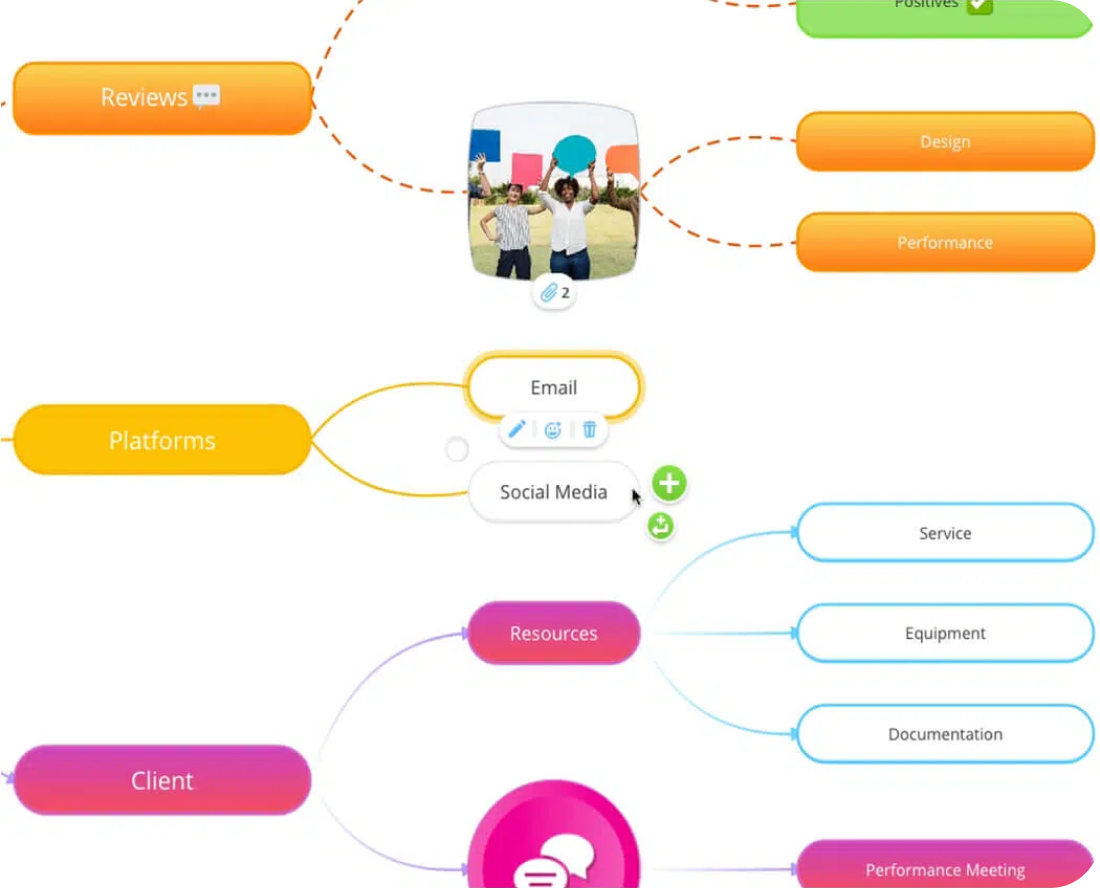 Positives
Reviews
Design
Performance
2
Email
Platforms
Social Media
Service
Resources
Equipment
Documentation
Client
Performance Meeting